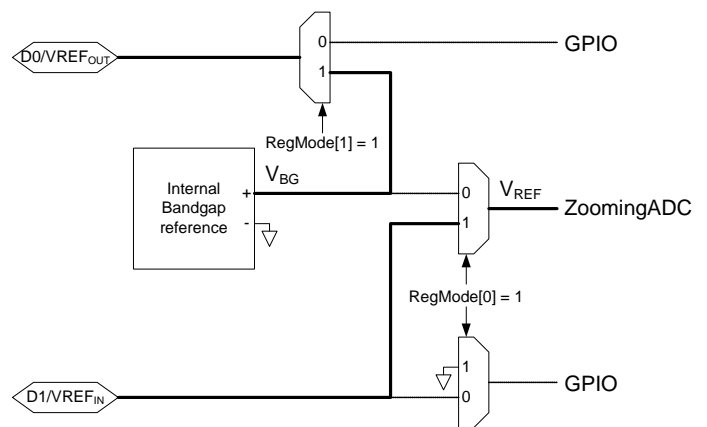 0
GPIO
D0/VREFOUT
1
RegMode[1] = 1
VBG
Internal
Bandgap
reference
+
-
0
VREF
1
ZoomingADC
RegMode[0] = 1
1
GPIO
0
D1/VREFIN